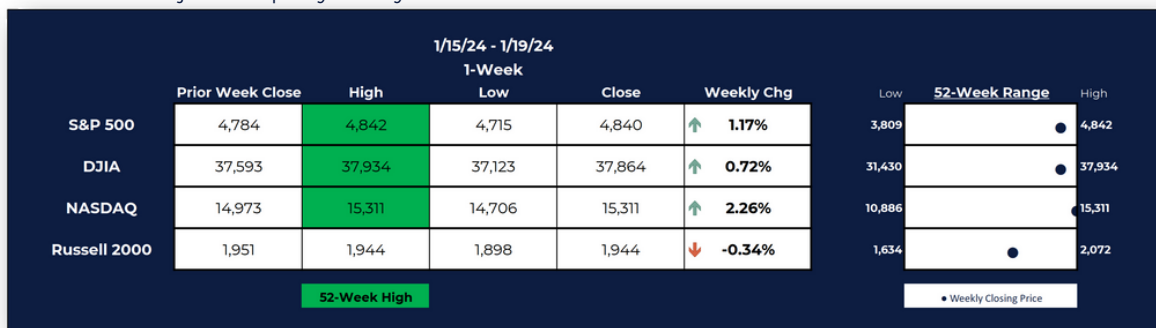 1/15/24 - 1/19/24
1-Week
Prior Week Close High Low Close Weekly Chg Low 52-Week Range High
S&P 500 4,784 4,842 4,715 4,840 1.17% 3,809 4,842
DJIA 37,593 37,934 37,123 37,864 0.72% 31,430 37,934
NASDAQ 14,973 15,311 14,706 15,311 2.26% 10,886 15,311
Russell 2000 1,951 1,944 1,898 1,944 -0.34% 1,634 2,072
52-Week High • Weekly Closing Price